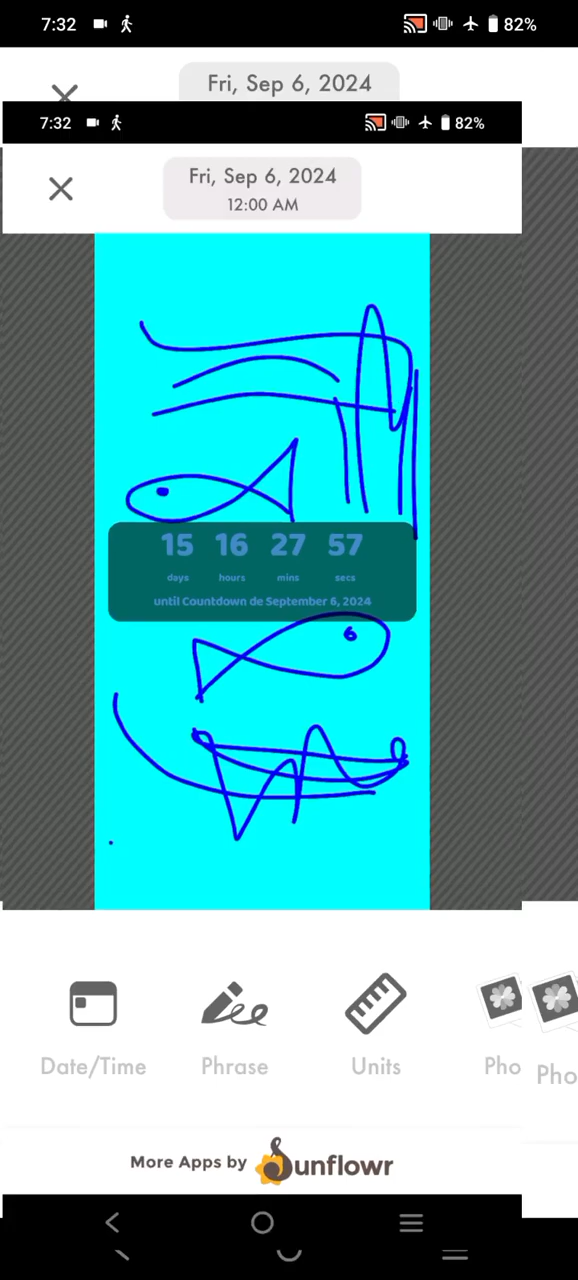 7:32
82%
Fri, Sep 6, 2024
7:32
82%
Fri, Sep 6, 2024
12:00 AM
15 16 27 57
days hours mins secs
until Countdown de September 6, 2024
Date/Time Phrase Units Pho Pho
More Apps by Sunflowr